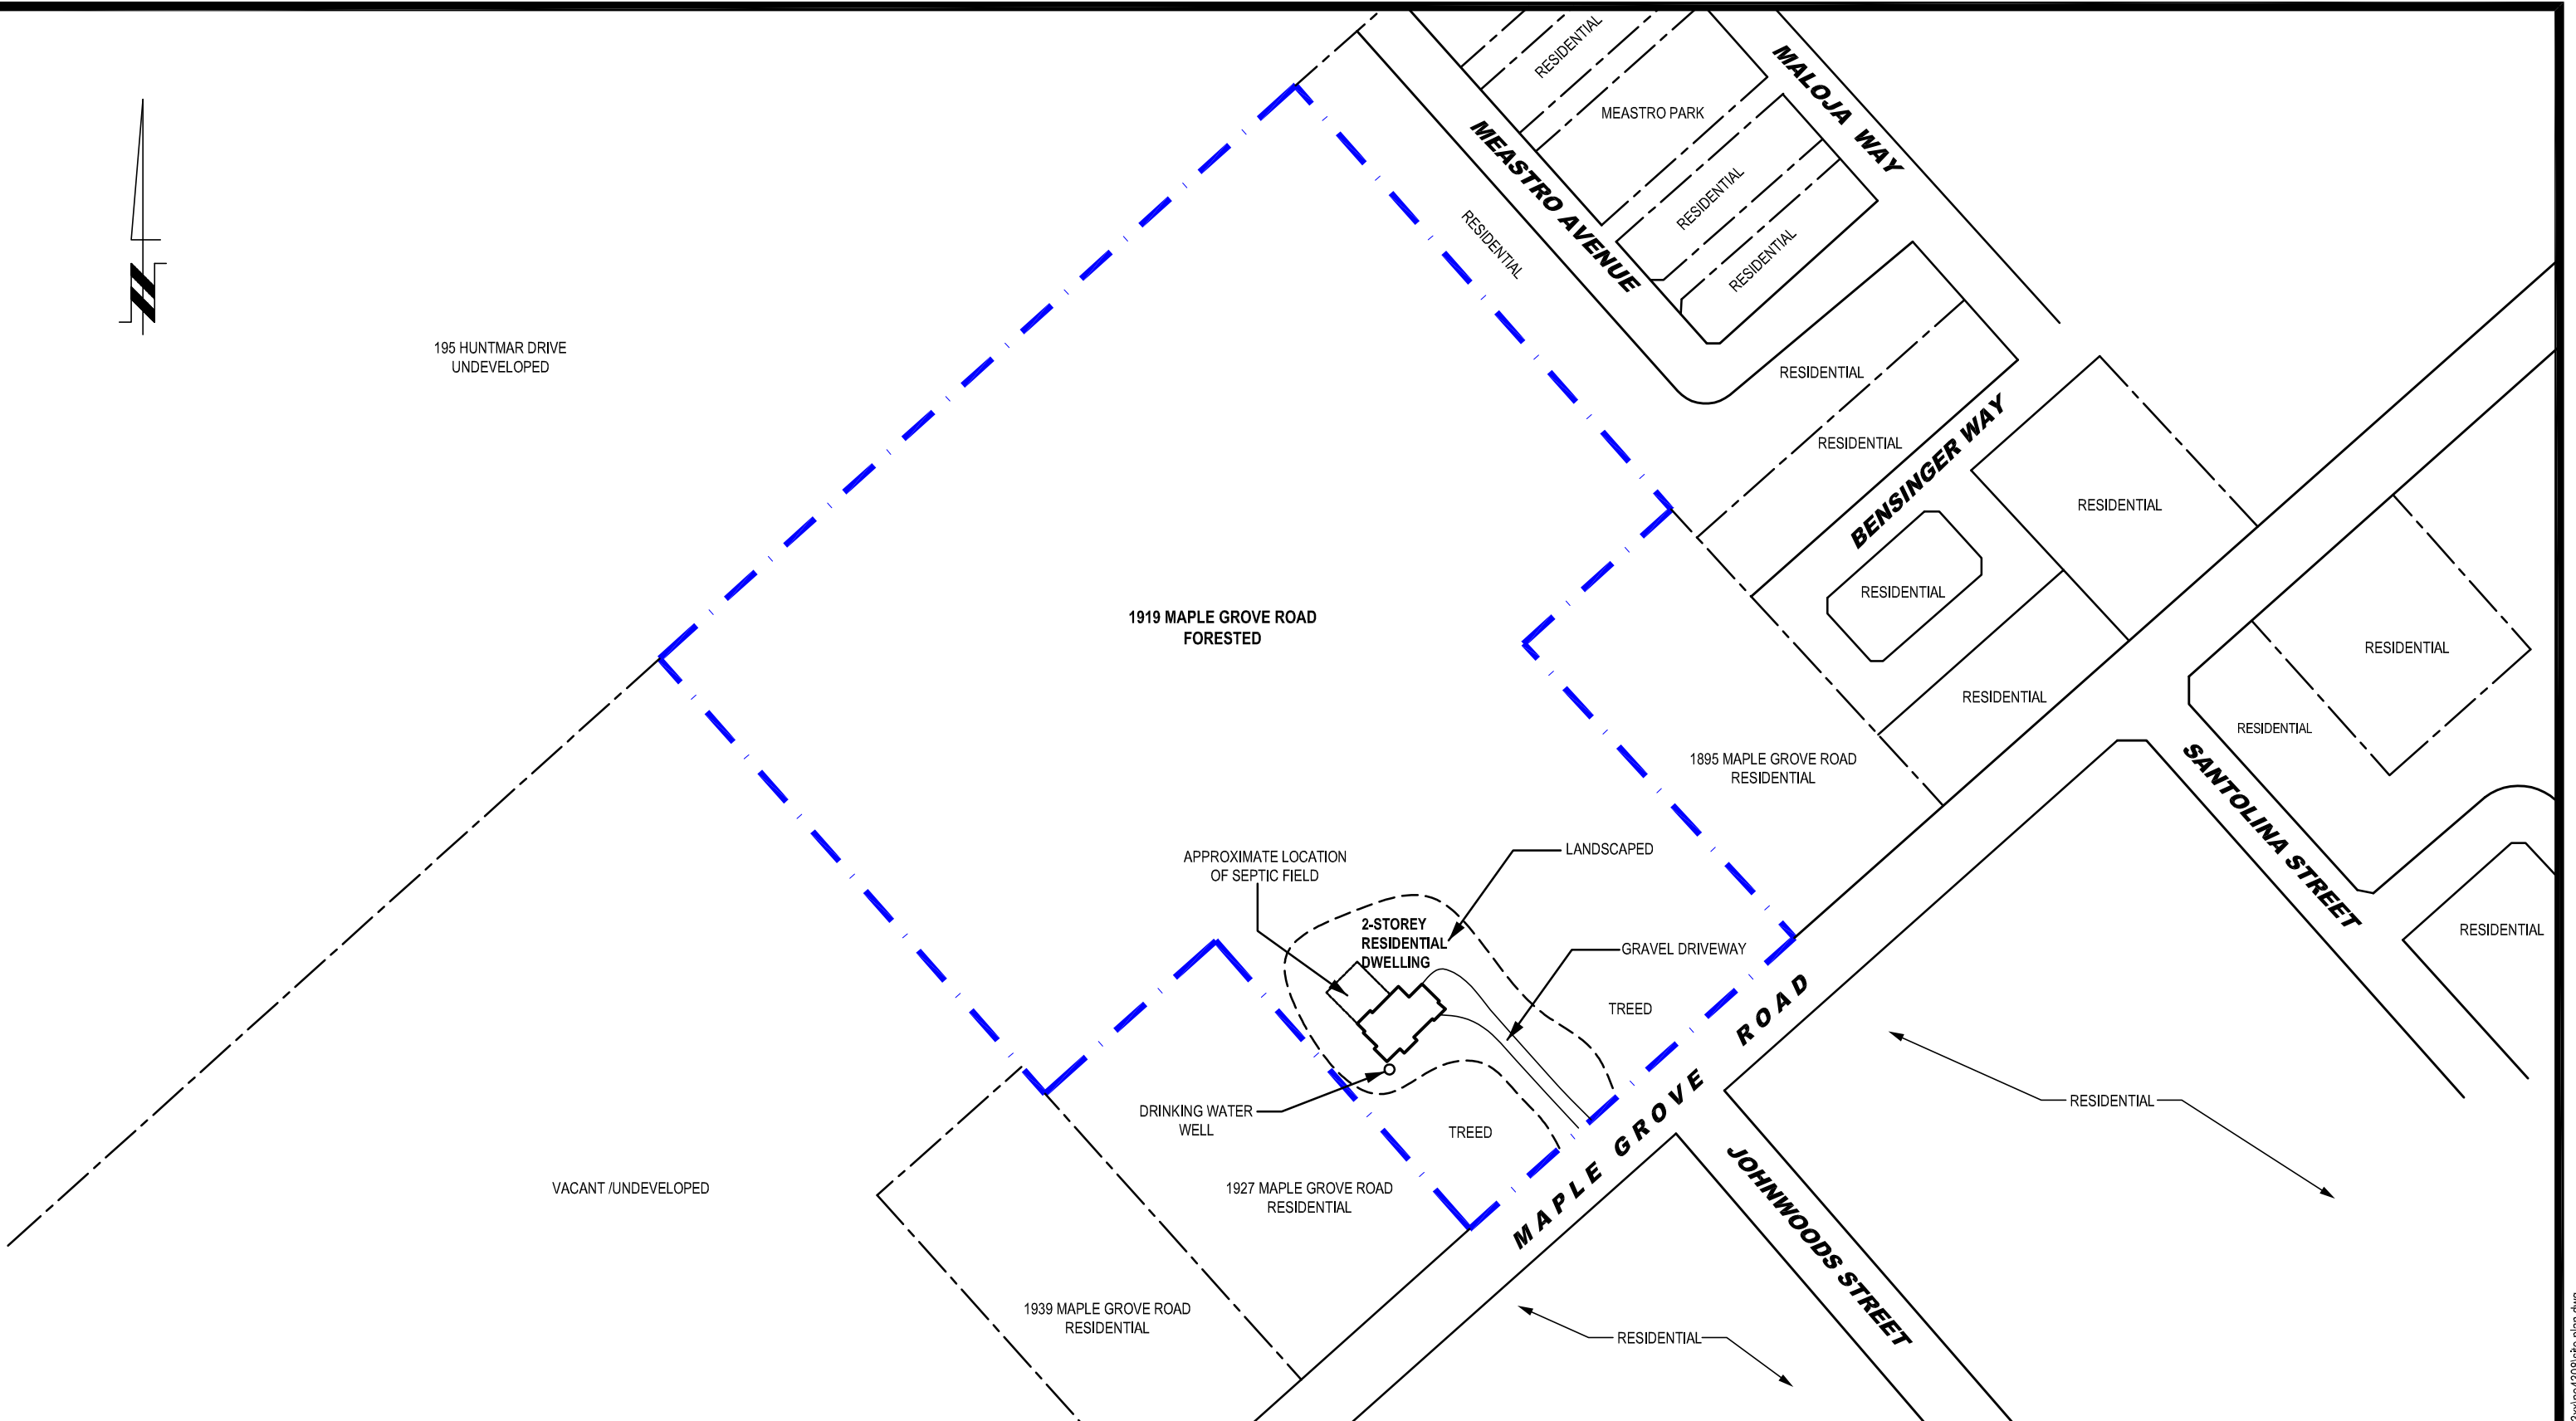 RESIDENTIAL
MALOJA WAY
MEASTRO PARK
MEASTRO AVENUE
RESIDENTIAL
RESIDENTIAL
RESIDENTIAL
N
195 HUNTMAR DRIVE
UNDEVELOPED
RESIDENTIAL
RESIDENTIAL
BENSINGER WAY
RESIDENTIAL
RESIDENTIAL
1919 MAPLE GROVE ROAD
FORESTED
RESIDENTIAL
RESIDENTIAL
RESIDENTIAL
1895 MAPLE GROVE ROAD
RESIDENTIAL
SANTOLINA STREET
APPROXIMATE LOCATION
OF SEPTIC FIELD
LANDSCAPED
2-STOREY
RESIDENTIAL
DWELLING
GRAVEL DRIVEWAY
RESIDENTIAL
TREED
MAPLE GROVE ROAD
DRINKING WATER
WELL
TREED
RESIDENTIAL
VACANT /UNDEVELOPED
1927 MAPLE GROVE ROAD
RESIDENTIAL
JOHNWOODS STREET
1939 MAPLE GROVE ROAD
RESIDENTIAL
RESIDENTIAL